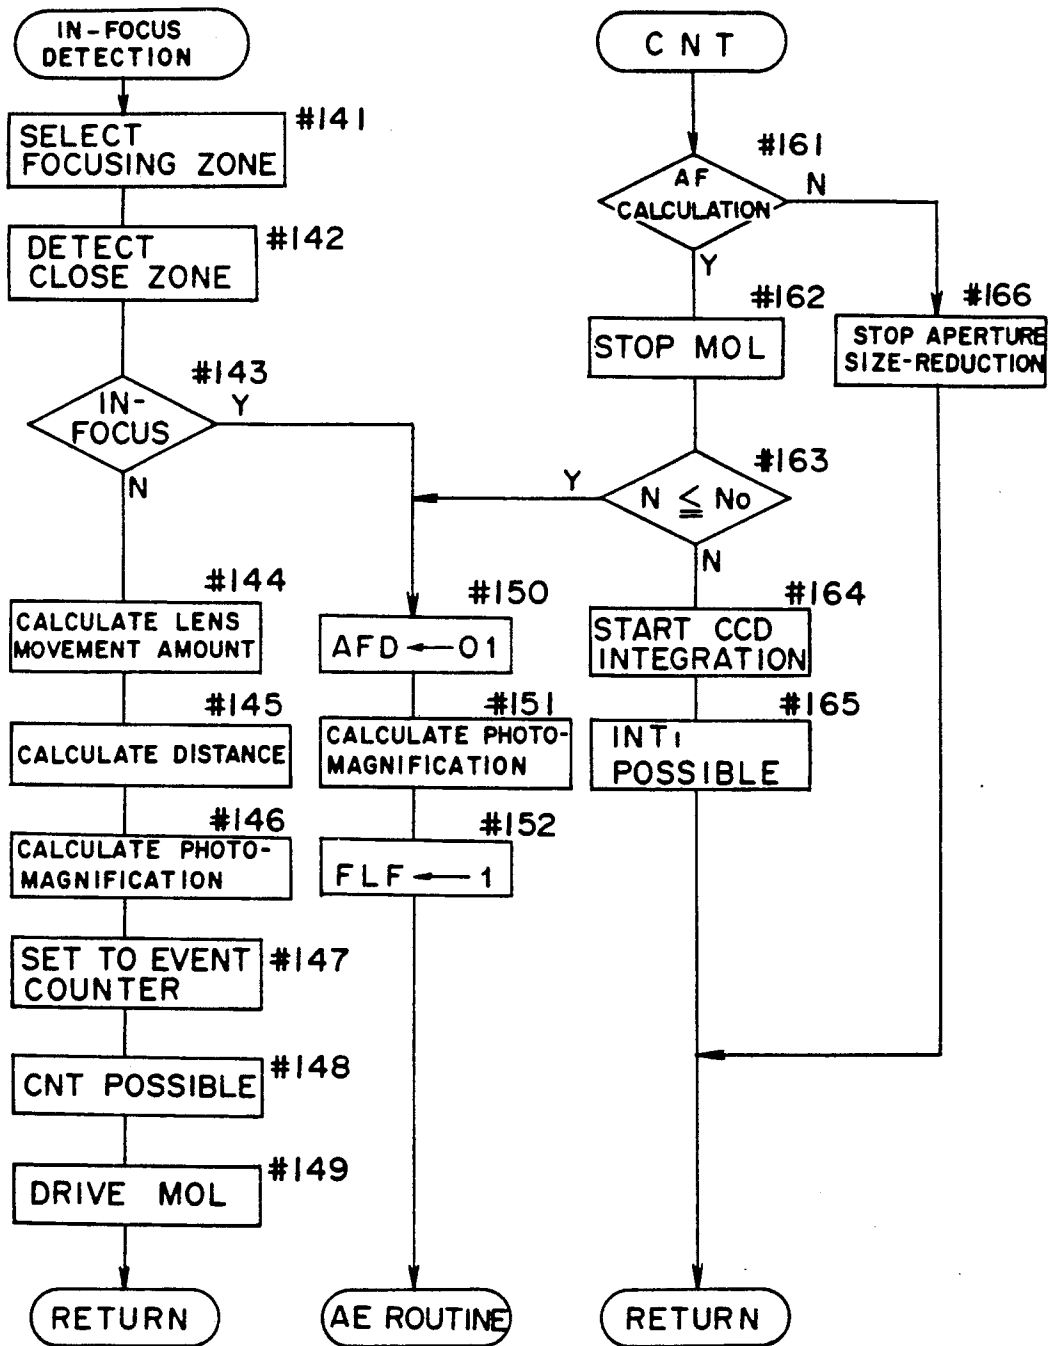 IN-FOCUS
DETECTION
#141
SELECT
FOCUSING ZONE
#142
DETECT
CLOSE ZONE
#143
IN-
FOCUS
Y
N
#144
CALCULATE LENS
MOVEMENT AMOUNT
#145
CALCULATE DISTANCE
#146
CALCULATE PHOTO-
MAGNIFICATION
SET TO EVENT
COUNTER
#147
CNT POSSIBLE
#148
DRIVE MOL
#149
RETURN
#150
AFD ← 01
#151
CALCULATE PHOTO-
MAGNIFICATION
#152
FLF ← 1
AE ROUTINE
CNT
#161
AF
CALCULATION
N
Y
#162
STOP MOL
#163
N ≦ No
Y
N
#164
START CCD
INTEGRATION
#165
INT1
POSSIBLE
RETURN
#166
STOP APERTURE
SIZE-REDUCTION